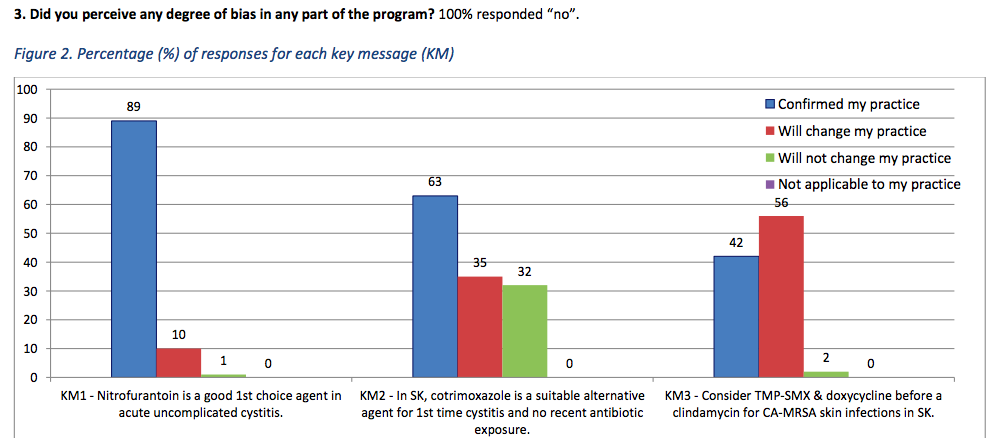 3. Did you perceive any degree of bias in any part of the program? 100% responded “no”.
Figure 2. Percentage (%) of responses for each key message (KM)
100
90
80
70
60
50
40
30
20
10
0
89
10
1
0
63
35
32
0
42
56
2
0
Confirmed my practice
Will change my practice
Will not change my practice
Not applicable to my practice
KM1 - Nitrofurantoin is a good 1st choice agent in
acute uncomplicated cystitis.
KM2 - In SK, cotrimoxazole is a suitable alternative
agent for 1st time cystitis and no recent antibiotic
exposure.
KM3 - Consider TMP-SMX & doxycycline before a
clindamycin for CA-MRSA skin infections in SK.